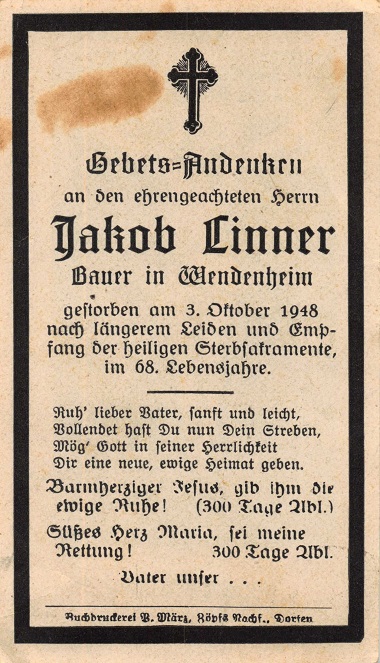 Gebets=Andenken
an den ehrengeachteten Herrn
Jakob Linner
Bauer in Wendenheim
gestorben am 3. Oktober 1948
nach längerem Leiden und Emp-
fang der heiligen Sterbsakramente,
im 68. Lebensjahre.
Ruh' lieber Vater, sanft und leicht,
Vollendet hast Du nun Dein Streben,
Mög' Gott in seiner Herrlichkeit
Dir eine neue, ewige Heimat geben.
Barmherziger Jesus, gib ihm die
ewige Ruhe! (300 Tage Abl.)
Süßes Herz Maria, sei meine
Rettung! 300 Tage Abl.
Vater unser . . .
Buchdruckerei P. März, Köpfs Nachf., Dorfen